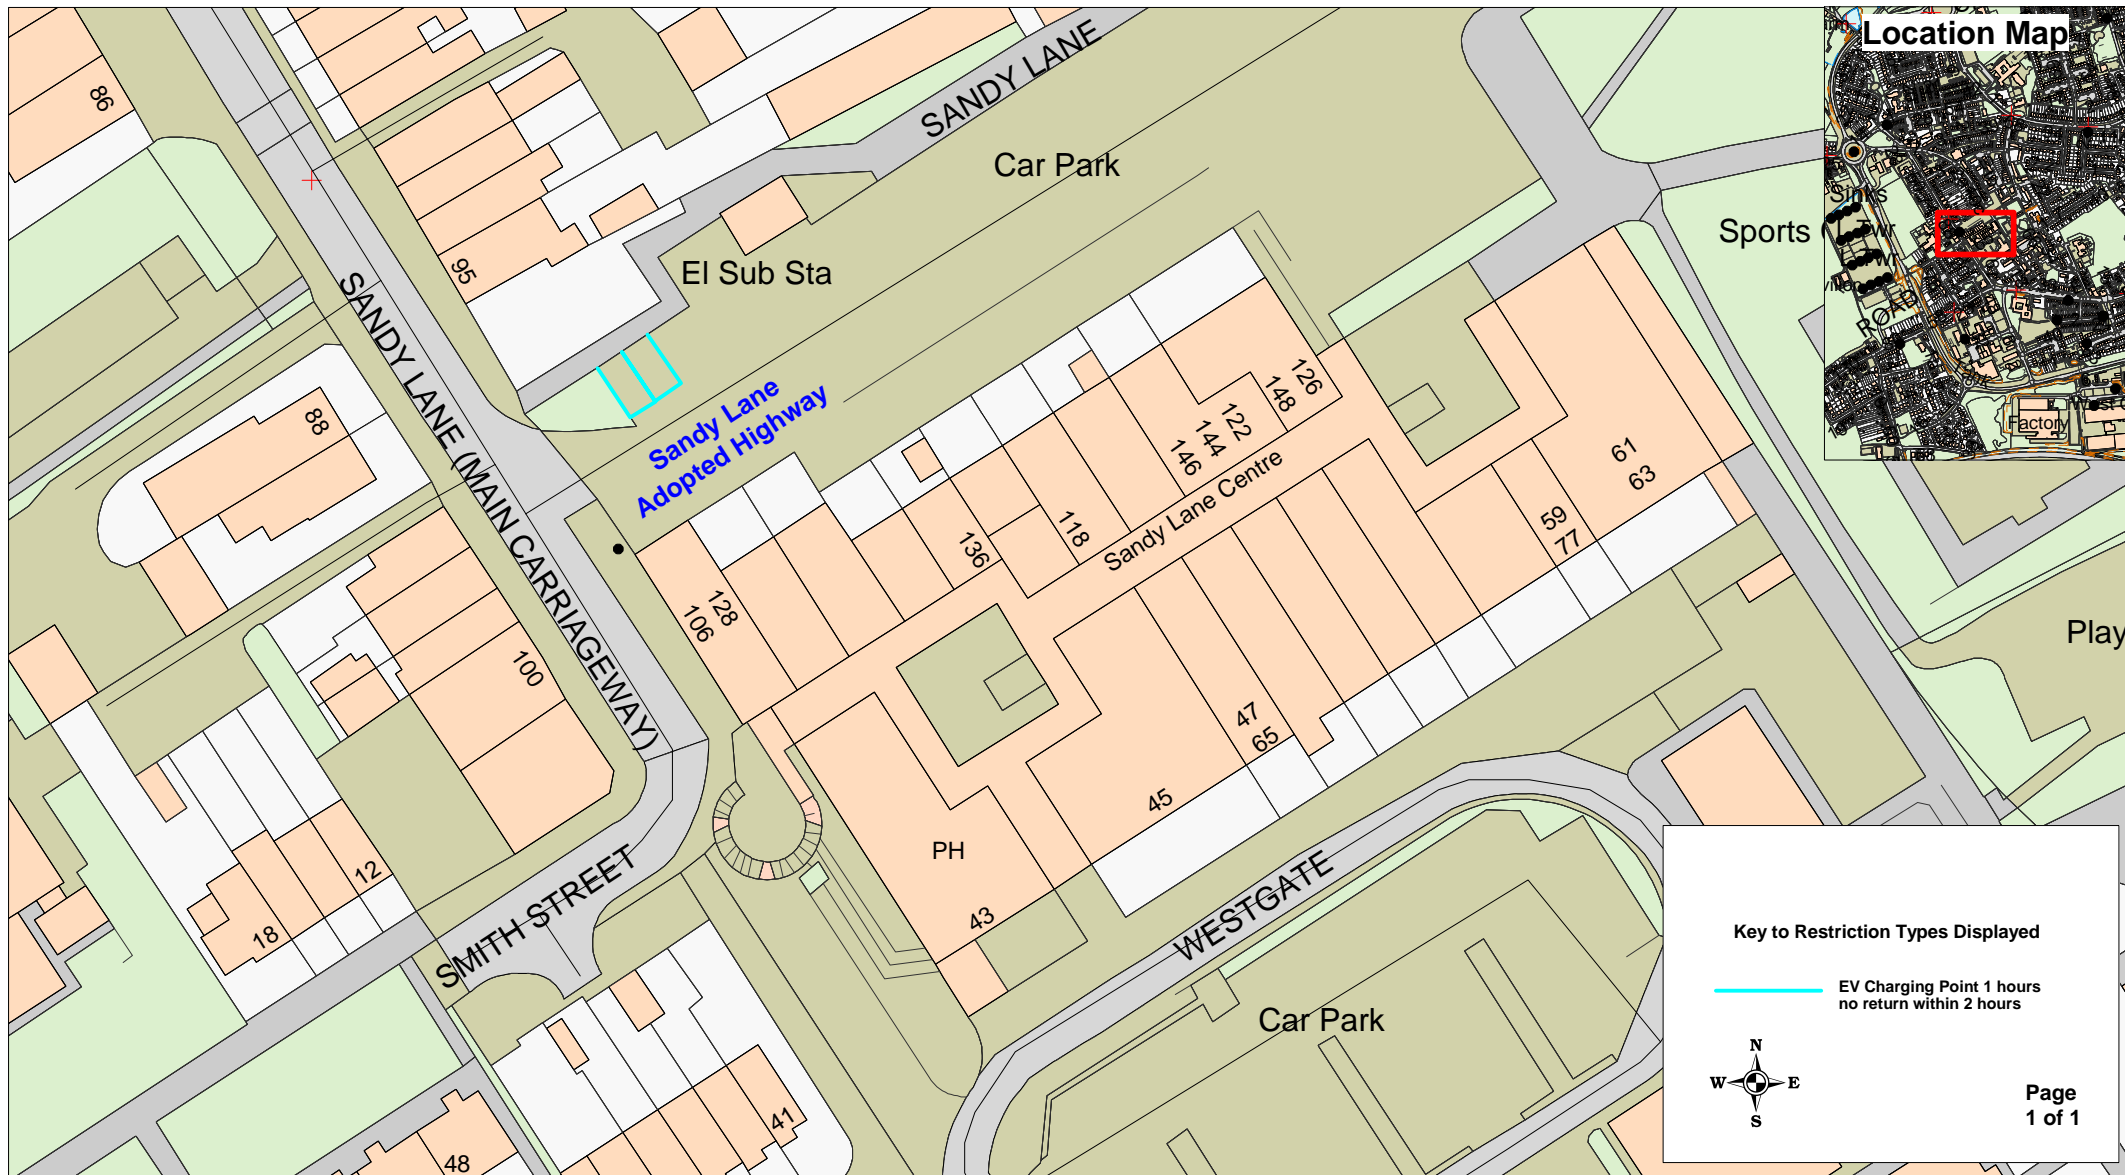 86
SANDY LANE
Car Park
95
El Sub Sta
Sports
SANDY LANE (MAIN CARRIAGEWAY)
88
Sandy Lane
Adopted Highway
126
148
122
144
146
Sandy Lane Centre
118
136
128
106
61
63
59
77
100
47
65
45
PH
43
12
18
SMITH STREET
WESTGATE
Car Park
41
48
Play
Location Map
Twr
ROAD
Factory
Key to Restriction Types Displayed
EV Charging Point 1 hours
no return within 2 hours
N
W E
S
Page
1 of 1